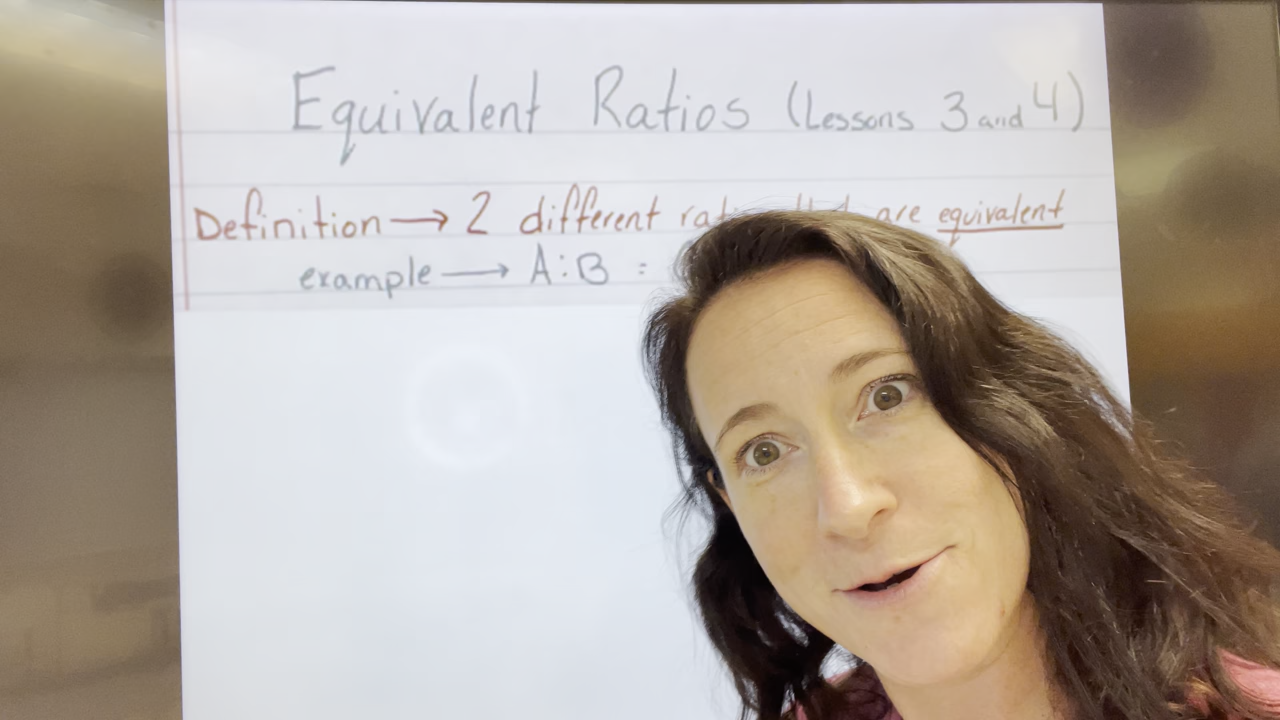 Equivalent Ratios (Lessons 3 and 4)
Definition → 2 different are equivalent
example → A:B =